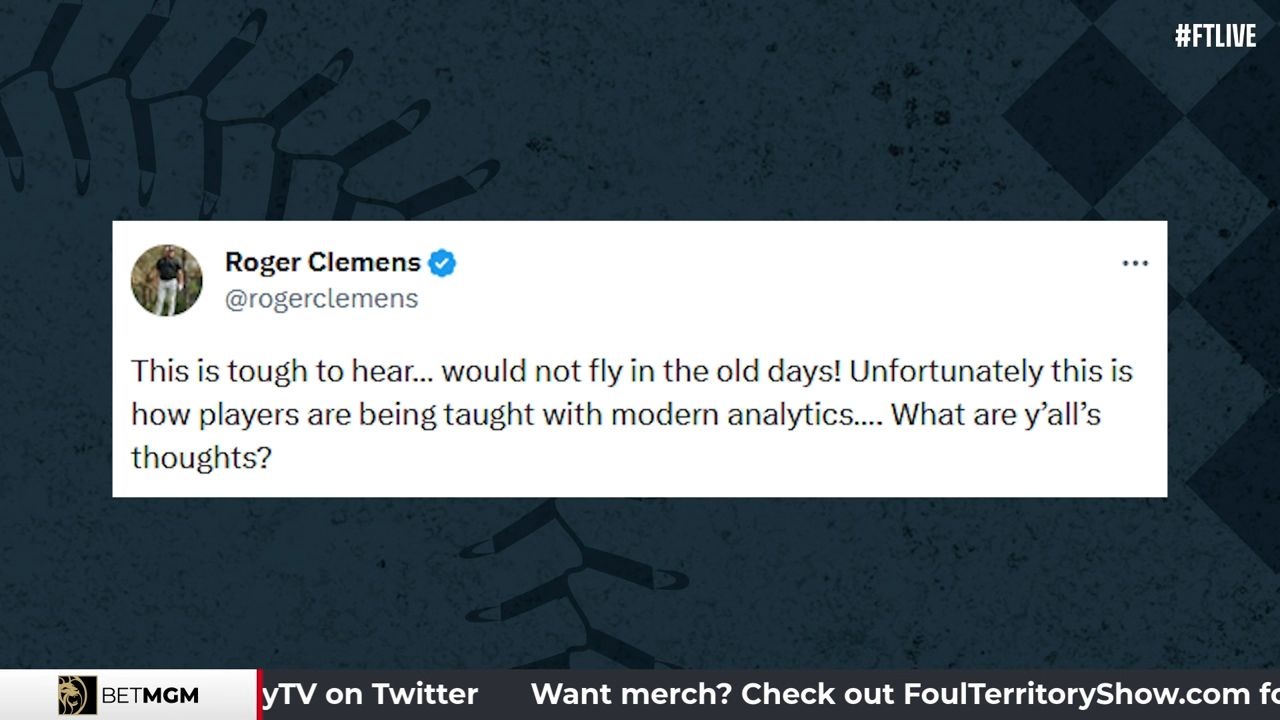 #FTLIVE
Roger Clemens
@rogerclemens
This is tough to hear... would not fly in the old days! Unfortunately this is
how players are being taught with modern analytics.... What are y’all’s
thoughts?
BETMGM
yTV on Twitter Want merch? Check out FoulTerritoryShow.com fo